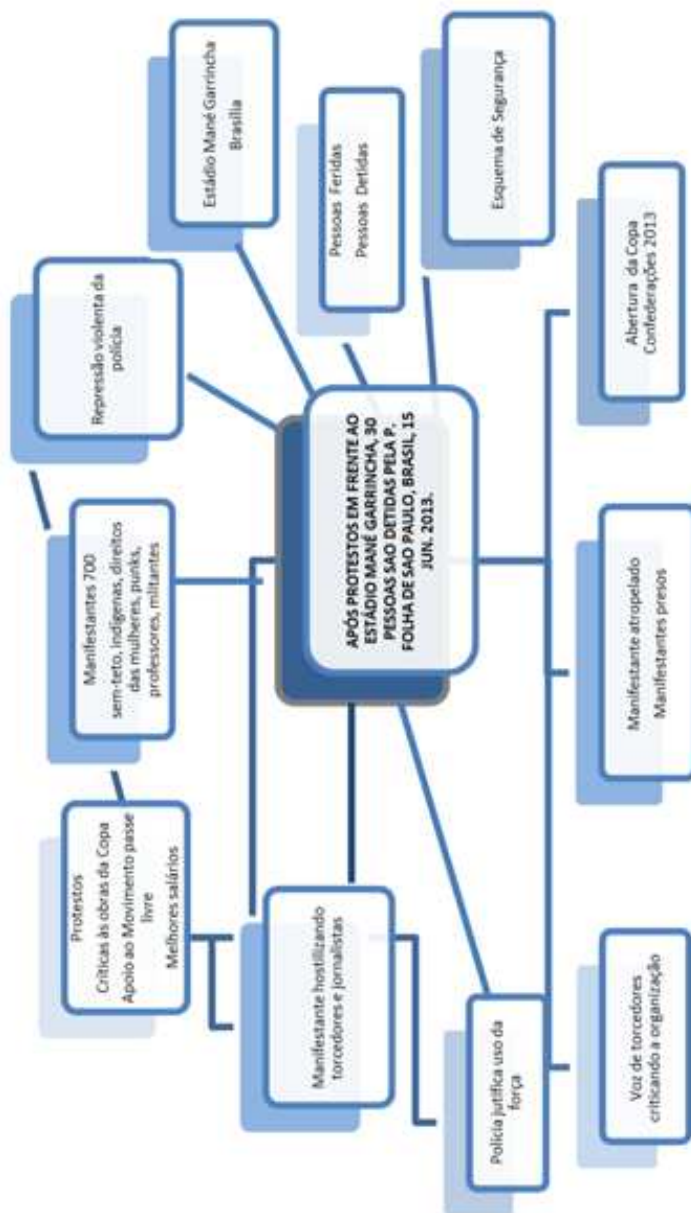 Protestos
Críticas às obras da Copa
Apoio ao Movimento passe
livre
Melhores salários
Manifestantes 700
sem-teto, indígenas, direitos
das mulheres, punks,
professores, militantes
Repressão violenta da
polícia
Estádio Mané Garrincha
Brasília
Manifestante hostilizando
torcedores e jornalistas
APÓS PROTESTOS EM FRENTE AO
ESTÁDIO MANÉ GARRINCHA, 30
PESSOAS SAO DETIDAS PELA P,
FOLHA DE SAO PAULO, BRASIL, 15
JUN. 2013.
Pessoas Feridas
Pessoas Detidas
Esquema de Segurança
Polícia jutifica uso da
força
Voz de torcedores
criticando a organização
Manifestante atropelado
Manifestantes presos
Abertura da Copa
Confederações 2013